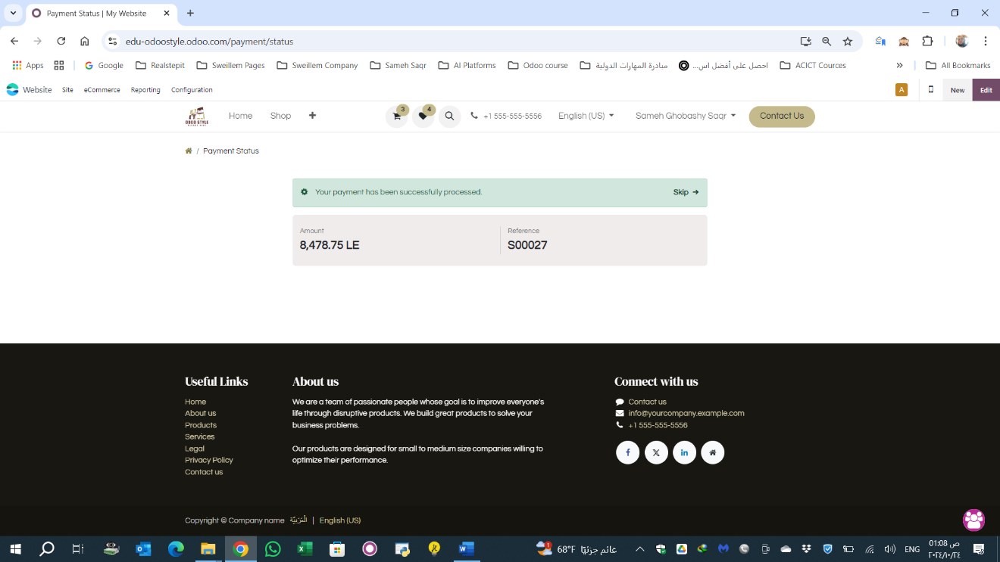 Payment Status | My Website
edu-odoostyle.odoo.com/payment/status
Apps
Google
Realstepit
Sweillem Pages
Sweillem Company
Sameh Saqr
AI Platforms
Odoo course
مبادرة المهارات الدولية
احصل على أفضل اس...
ACICT Cources
All Bookmarks
Website
Site
eCommerce
Reporting
Configuration
A
New
Edit
ODOO STYLE
Home
Shop
3
4
+1 555-555-5556
English (US)
Sameh Ghobashy Saqr
Contact Us
/ Payment Status
Your payment has been successfully processed.
Skip
Amount
8,478.75 LE
Reference
S00027
Useful Links
Home
About us
Products
Services
Legal
Privacy Policy
Contact us
About us
We are a team of passionate people whose goal is to improve everyone's
life through disruptive products. We build great products to solve your
business problems.
Our products are designed for small to medium size companies willing to
optimize their performance.
Connect with us
Contact us
info@yourcompany.example.com
+1 555-555-5556
Copyright © Company name
الْعَرَبيّة
|
English (US)
1
68°F غائم جزئيًا
ENG
01:08 ص
٢٠٢٤/١٠/٢٤